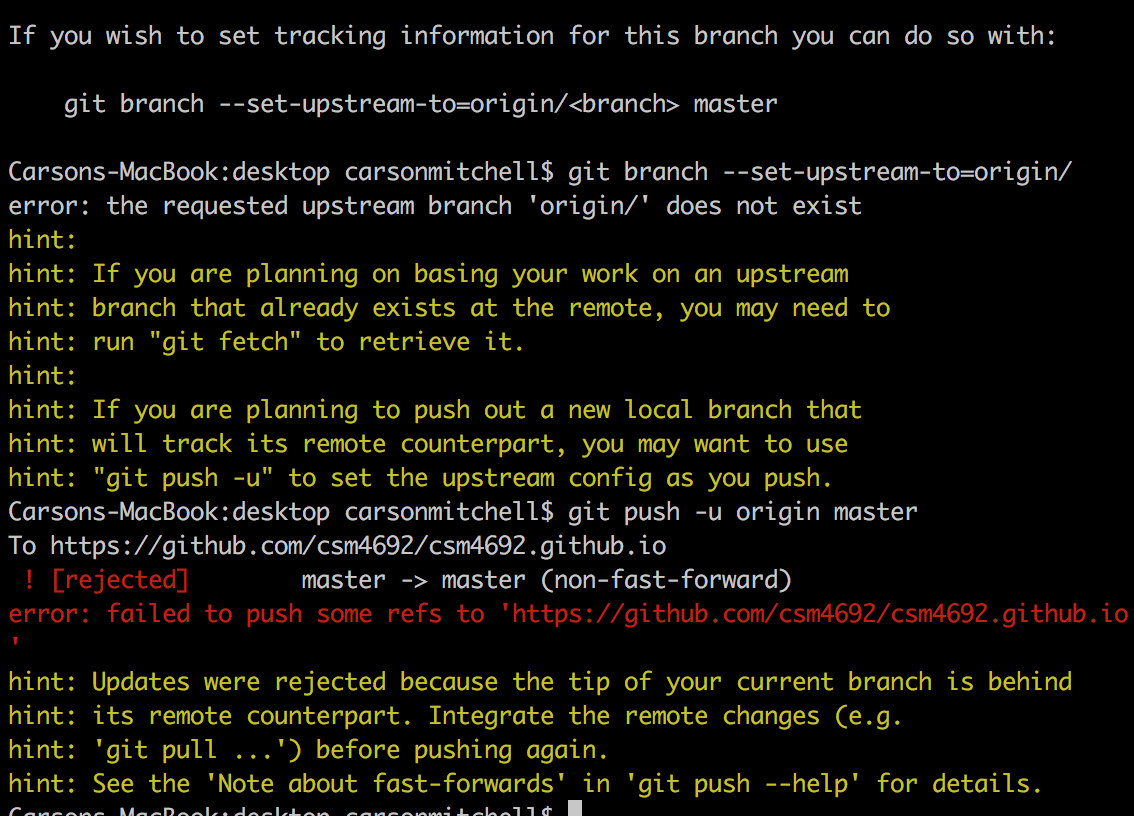 If you wish to set tracking information for this branch you can do so with:
git branch --set-upstream-to=origin/<branch> master
Carsons-MacBook:desktop carsonmitchell$ git branch --set-upstream-to=origin/
error: the requested upstream branch 'origin/' does not exist
hint:
hint: If you are planning on basing your work on an upstream
hint: branch that already exists at the remote, you may need to
hint: run "git fetch" to retrieve it.
hint:
hint: If you are planning to push out a new local branch that
hint: will track its remote counterpart, you may want to use
hint: "git push -u" to set the upstream config as you push.
Carsons-MacBook:desktop carsonmitchell$ git push -u origin master
To https://github.com/csm4692/csm4692.github.io
! [rejected] master -> master (non-fast-forward)
error: failed to push some refs to 'https://github.com/csm4692/csm4692.github.io
'
hint: Updates were rejected because the tip of your current branch is behind
hint: its remote counterpart. Integrate the remote changes (e.g.
hint: 'git pull ...') before pushing again.
hint: See the 'Note about fast-forwards' in 'git push --help' for details.
Carsons-MacBook:desktop carsonmitchell$